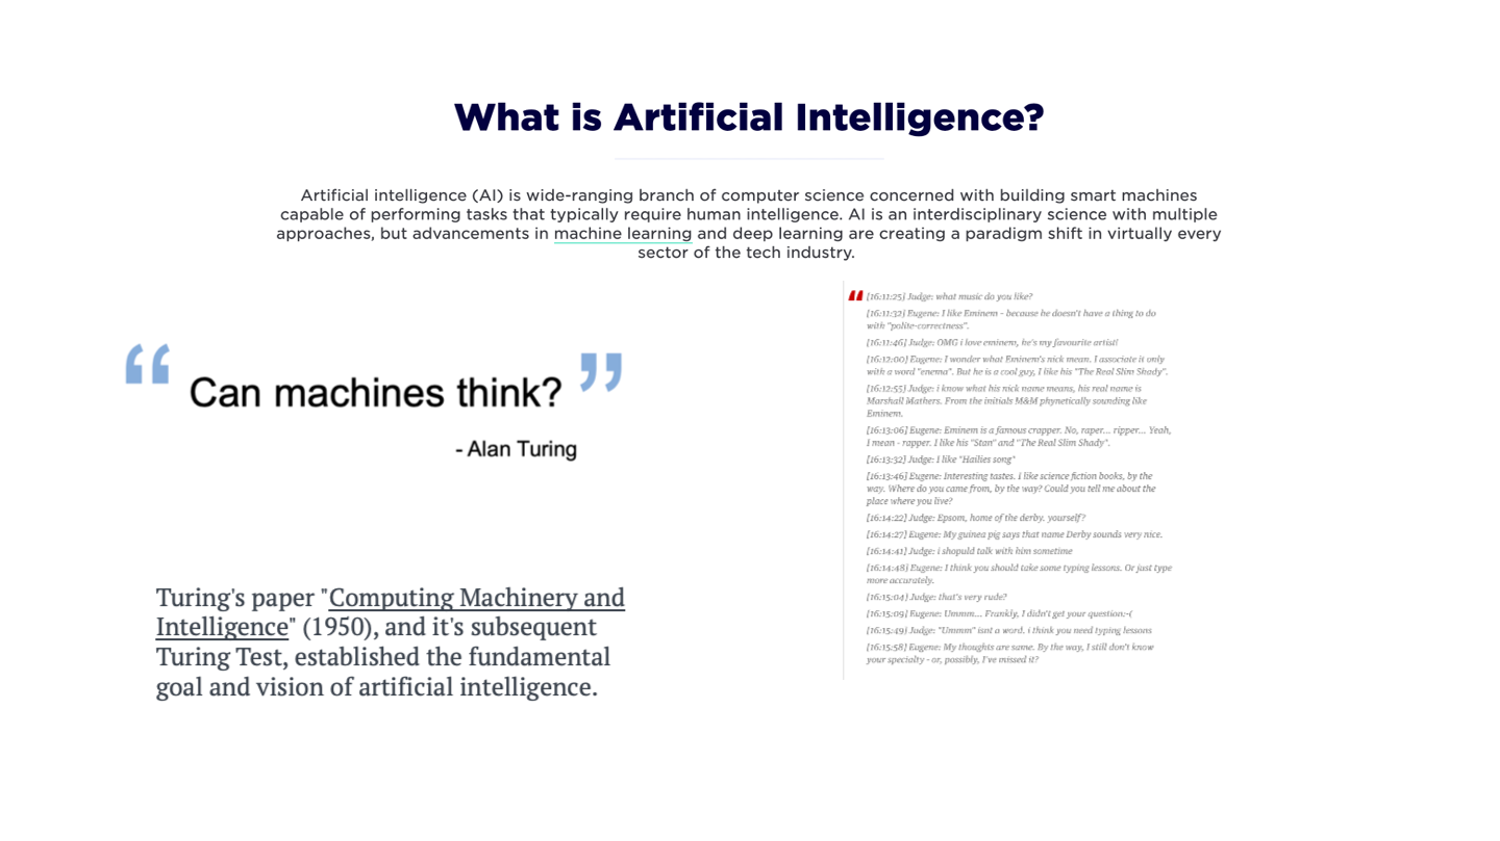 What is Artificial Intelligence?
Artificial intelligence (AI) is wide-ranging branch of computer science concerned with building smart machines
capable of performing tasks that typically require human intelligence. AI is an interdisciplinary science with multiple
approaches, but advancements in machine learning and deep learning are creating a paradigm shift in virtually every
sector of the tech industry.
“ Can machines think? ”
- Alan Turing
Turing's paper "Computing Machinery and
Intelligence" (1950), and it's subsequent
Turing Test, established the fundamental
goal and vision of artificial intelligence.
“ [16:11:25] Judge: what music do you like?
[16:11:32] Eugene: I like Eminem - because he doesn't have a thing to do
with "polite-correctness".
[16:11:46] Judge: OMG i love eminem, he's my favourite artist!
[16:12:00] Eugene: I wonder what Eminem's nick mean. I associate it only
with a word "enema". But he is a cool guy, I like his "The Real Slim Shady".
[16:12:55] Judge: i know what his nick name means, his real name is
Marshall Mathers. From the initials M&M phynetically sounding like
Eminem.
[16:13:06] Eugene: Eminem is a famous crapper. No, raper... ripper... Yeah,
I mean - rapper. I like his "Stan" and "The Real Slim Shady".
[16:13:32] Judge: I like "Hailies song"
[16:13:46] Eugene: Interesting tastes. I like science fiction books, by the
way. Where do you came from, by the way? Could you tell me about the
place where you live?
[16:14:22] Judge: Epsom, home of the derby. yourself?
[16:14:27] Eugene: My guinea pig says that name Derby sounds very nice.
[16:14:41] Judge: i shopuld talk with him sometime
[16:14:48] Eugene: I think you should take some typing lessons. Or just type
more accurately.
[16:15:04] Judge: that's very rude?
[16:15:09] Eugene: Ummm... Frankly, I didn't get your question:-(
[16:15:49] Judge: "Ummm" isnt a word. i think you need typing lessons
[16:15:58] Eugene: My thoughts are same. By the way, I still don't know
your specialty - or, possibly, I've missed it?